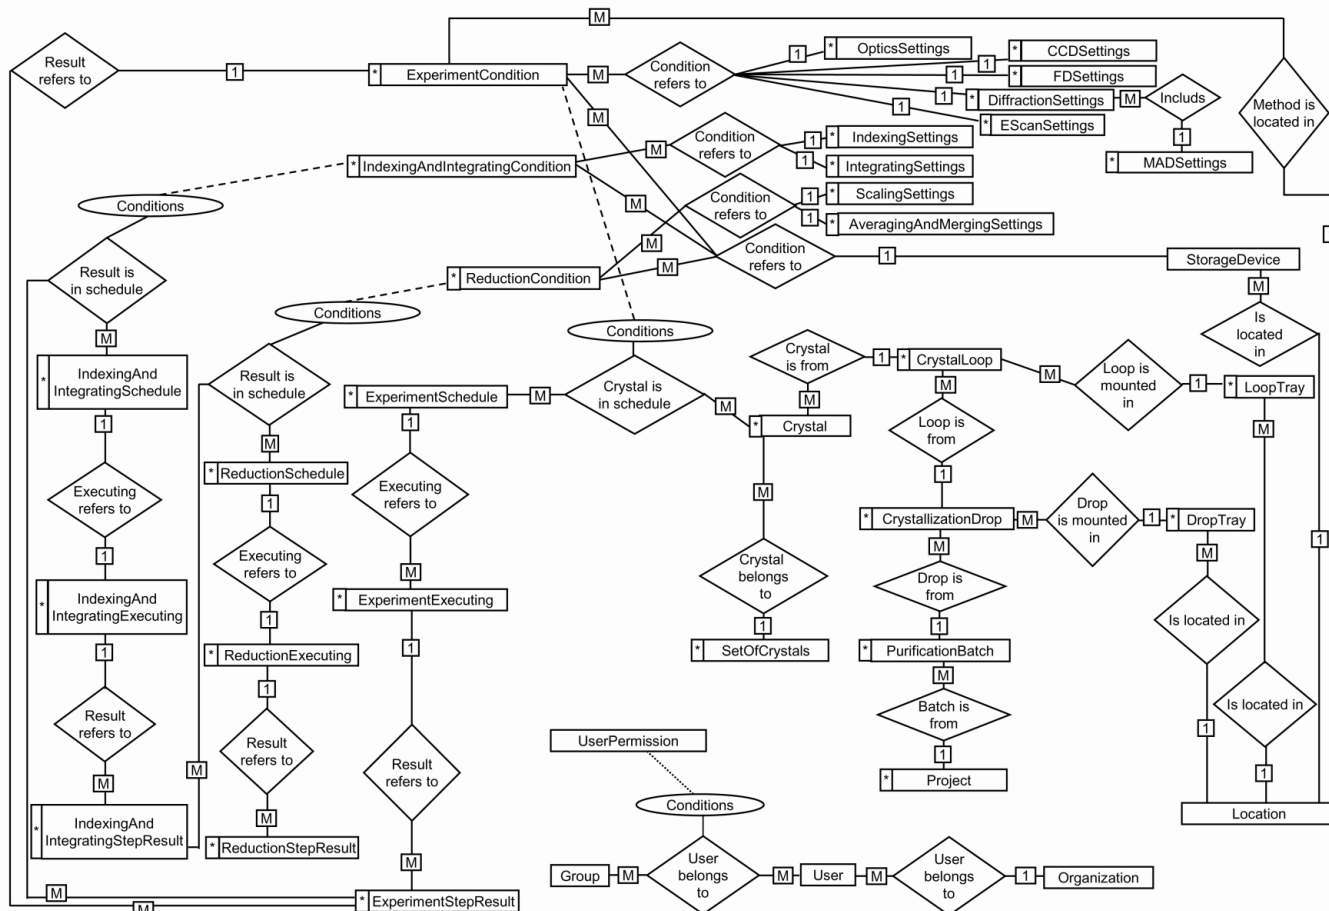 M
Result
refers to
1
* ExperimentCondition
M
Condition
refers to
1
* OpticsSettings
1
* CCDSettings
1
* FDSettings
1
* DiffractionSettings
M
Includs
1
* EScanSettings
1
* MADSettings
Method is
located in
M
* IndexingAndIntegratingCondition
M
Condition
refers to
1
* IndexingSettings
1
* IntegratingSettings
Conditions
M
Condition
refers to
1
* ScalingSettings
1
* AveragingAndMergingSettings
M
Result is
in schedule
* ReductionCondition
M
Condition
refers to
1
StorageDevice
M
Is
located
in
Conditions
Conditions
M
* IndexingAnd
IntegratingSchedule
1
Executing
refers to
1
* IndexingAnd
IntegratingExecuting
1
Result
refers to
M
* IndexingAnd
IntegratingStepResult
M
Result is
in schedule
M
* ReductionSchedule
1
Executing
refers to
1
* ReductionExecuting
1
Result
refers to
M
* ReductionStepResult
* ExperimentSchedule
M
Crystal is
in schedule
M
* Crystal
1
Executing
refers to
M
* ExperimentExecuting
1
Result
refers to
M
* ExperimentStepResult
M
M
Crystal
is from
1
M
* CrystalLoop
M
Loop is
mounted
in
1
* LoopTray
M
M
Loop is
from
1
* CrystallizationDrop
M
Drop
is mounted
in
1
* DropTray
M
Is located in
1
M
Crystal
belongs
to
1
* SetOfCrystals
M
Drop is
from
1
* PurificationBatch
M
Batch is
from
1
* Project
Is located in
1
1
Location
UserPermission
Conditions
Group
M
User
belongs
to
M
User
M
User
belongs
to
1
Organization